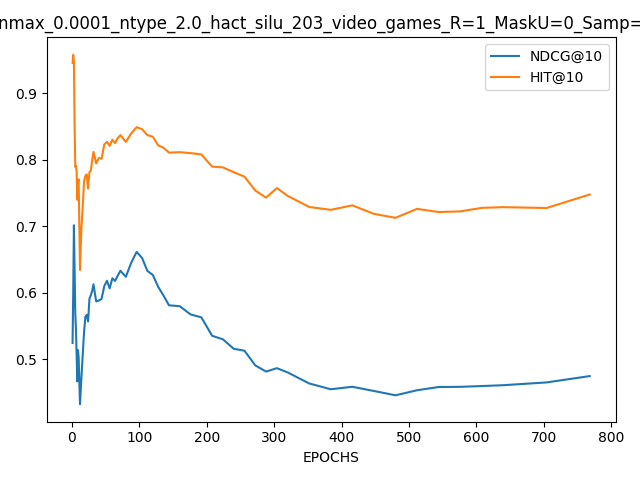 nmax_0.0001_ntype_2.0_hact_silu_203_video_games_R=1_MaskU=0_Samp=
NDCG@10
HIT@10
0.9
0.8
0.7
0.6
0.5
0 100 200 300 400 500 600 700 800
EPOCHS